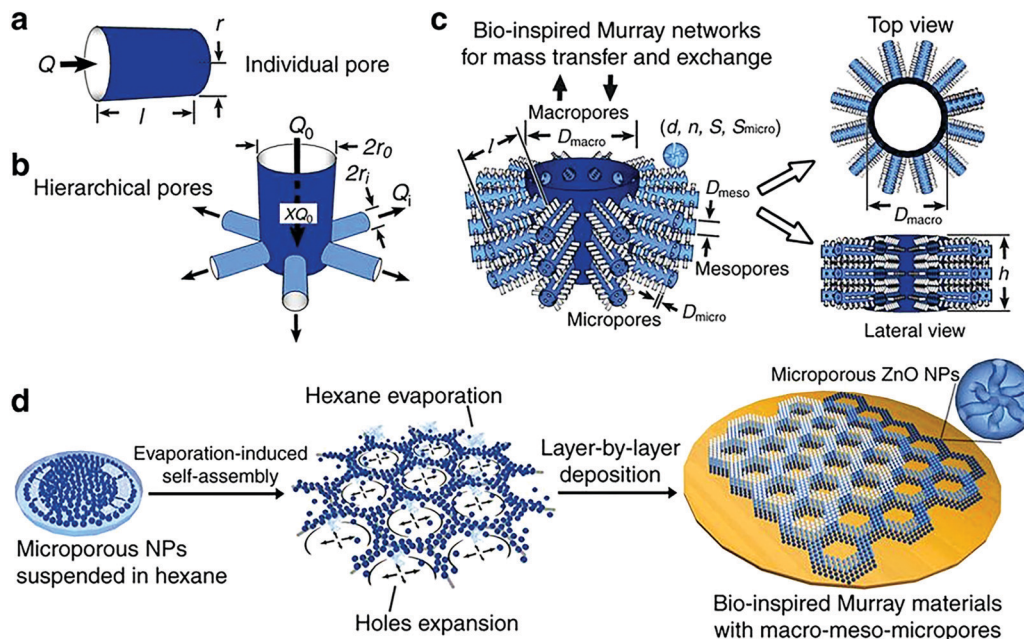 a
Q
r
l
Individual pore
b
Hierarchical pores
Q0
2r0
2ri
Qi
XQ0
c
Bio-inspired Murray networks
for mass transfer and exchange
Macropores
Dmacro
l
(d, n, S, Smicro)
Dmeso
Mesopores
Micropores
Dmicro
Top view
Dmacro
h
Lateral view
d
Microporous NPs
suspended in hexane
Evaporation-induced
self-assembly
Hexane evaporation
Holes expansion
Layer-by-layer
deposition
Microporous ZnO NPs
Bio-inspired Murray materials
with macro-meso-micropores